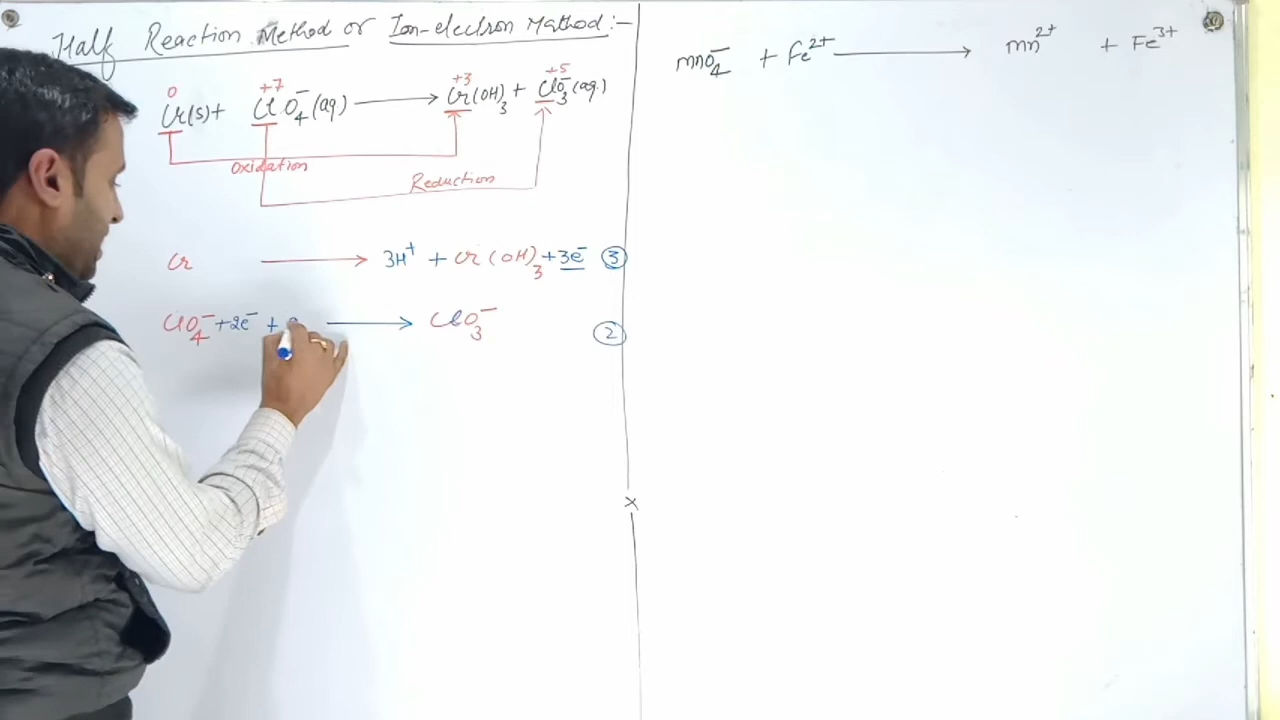 Half Reaction Method or Ion-electron Method:-
0 +7 +3 +5
Cr(s) + ClO₄⁻(aq) ⟶ Cr(OH)₃ + ClO₃⁻(aq.)
Oxidation
Reduction
Cr ⟶ 3H⁺ + Cr(OH)₃ + 3e⁻ ③
ClO₄⁻ + 2e⁻ + ⟶ ClO₃⁻ ②
x
mnO₄⁻ + Fe²⁺ ⟶ mn²⁺ + Fe³⁺